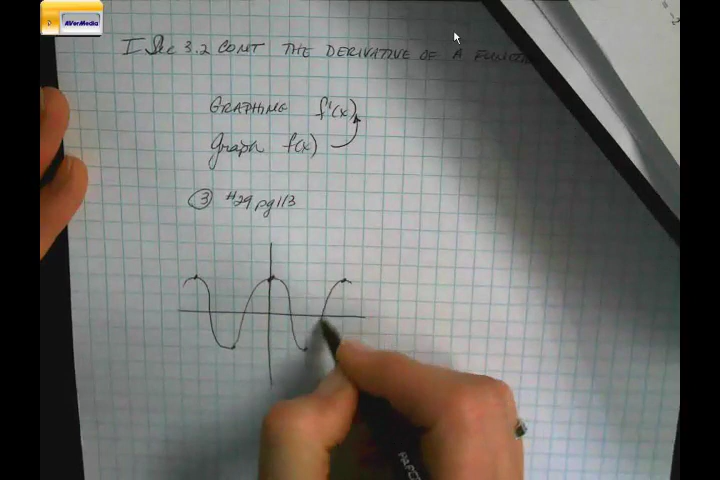 AVerMedia
I Sec 3.2 CONT THE DERIVATIVE OF A
GRAPHING f'(x)
Graph f(x)
③ #29 pg 113